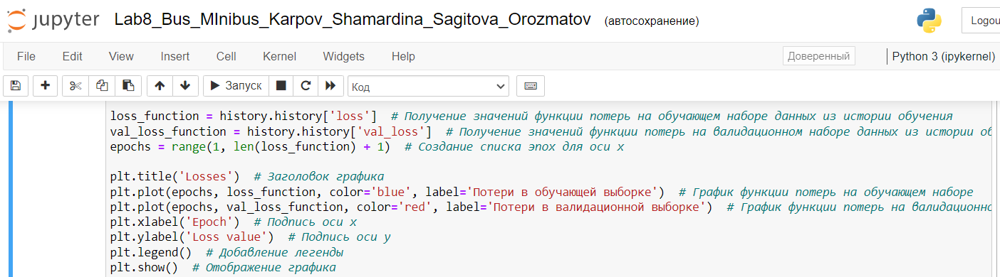 jupyter Lab8_Bus_MInibus_Karpov_Shamardina_Sagitova_Orozmatov (автосохранение)
Logou
File Edit View Insert Cell Kernel Widgets Help Доверенный Python 3 (ipykernel)
Запуск Код
loss_function = history.history['loss']  # Получение значений функции потерь на обучающем наборе данных из истории обучения
val_loss_function = history.history['val_loss']  # Получение значений функции потерь на валидационном наборе данных из истории об
epochs = range(1, len(loss_function) + 1)  # Создание списка эпох для оси x
plt.title('Losses')  # Заголовок графика
plt.plot(epochs, loss_function, color='blue', label='Потери в обучающей выборке')  # График функции потерь на обучающем наборе
plt.plot(epochs, val_loss_function, color='red', label='Потери в валидационной выборке')  # График функции потерь на валидационно
plt.xlabel('Epoch')  # Подпись оси x
plt.ylabel('Loss value')  # Подпись оси y
plt.legend()  # Добавление легенды
plt.show()  # Отображение графика